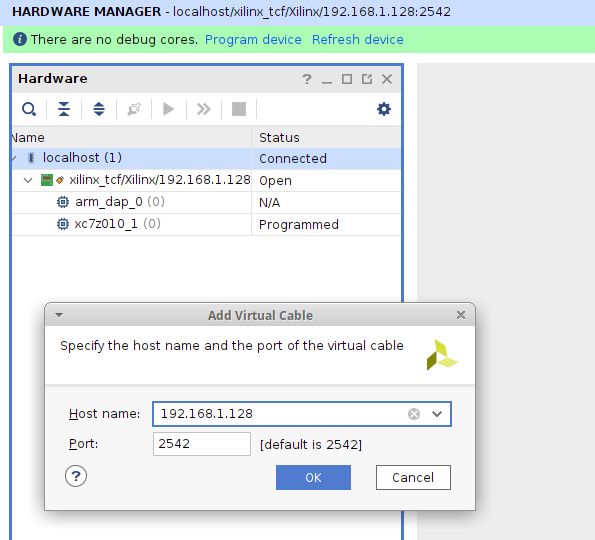 HARDWARE MANAGER - localhost/xilinx_tcf/Xilinx/192.168.1.128:2542
There are no debug cores. Program device Refresh device
Hardware
Name Status
localhost (1) Connected
xilinx_tcf/Xilinx/192.168.1.128 Open
arm_dap_0 (0) N/A
xc7z010_1 (0) Programmed
Add Virtual Cable
Specify the host name and the port of the virtual cable
Host name: 192.168.1.128
Port: 2542 [default is 2542]
OK Cancel